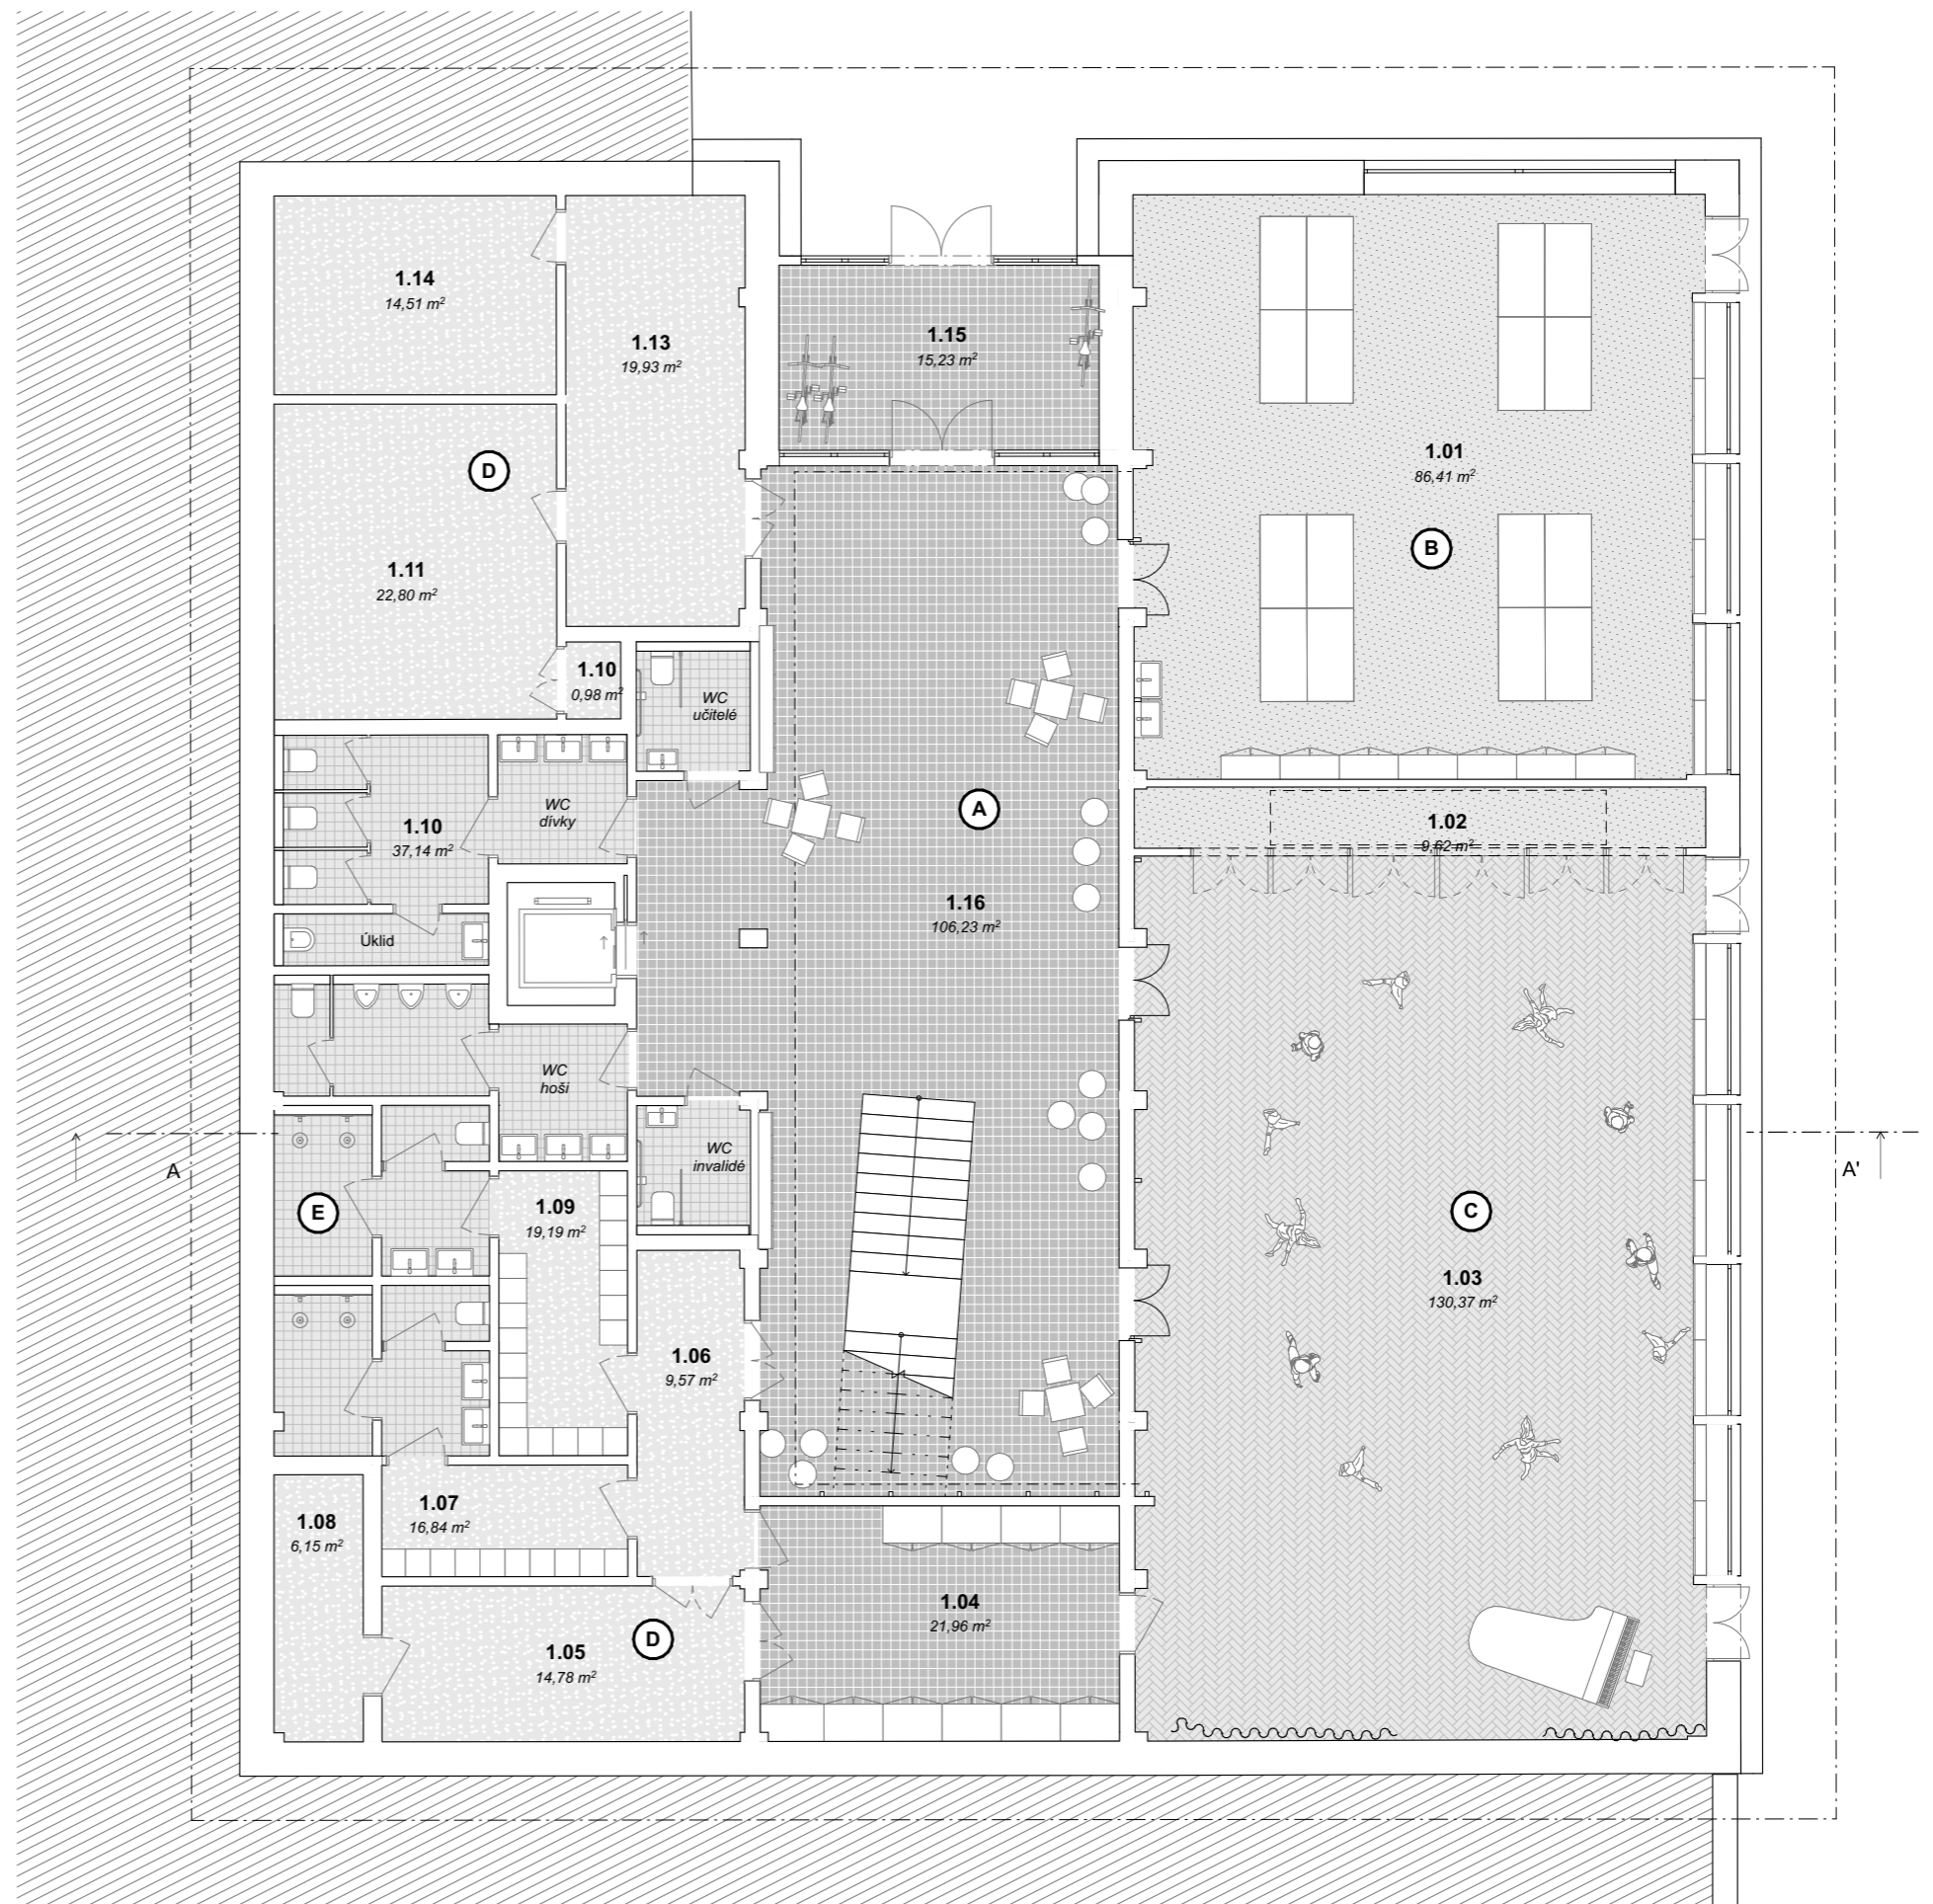 1.14
14,51 m²
1.13
19,93 m²
1.15
15,23 m²
1.01
86,41 m²
D
B
1.11
22,80 m²
1.10
0,98 m²
WC
učitelé
WC
dívky
1.10
37,14 m²
A
1.02
9,62 m²
1.16
106,23 m²
Úklid
WC
hoši
WC
invalidé
A
A'
E
1.09
19,19 m²
C
1.03
130,37 m²
1.06
9,57 m²
1.07
16,84 m²
1.08
6,15 m²
1.04
21,96 m²
1.05
14,78 m²
D